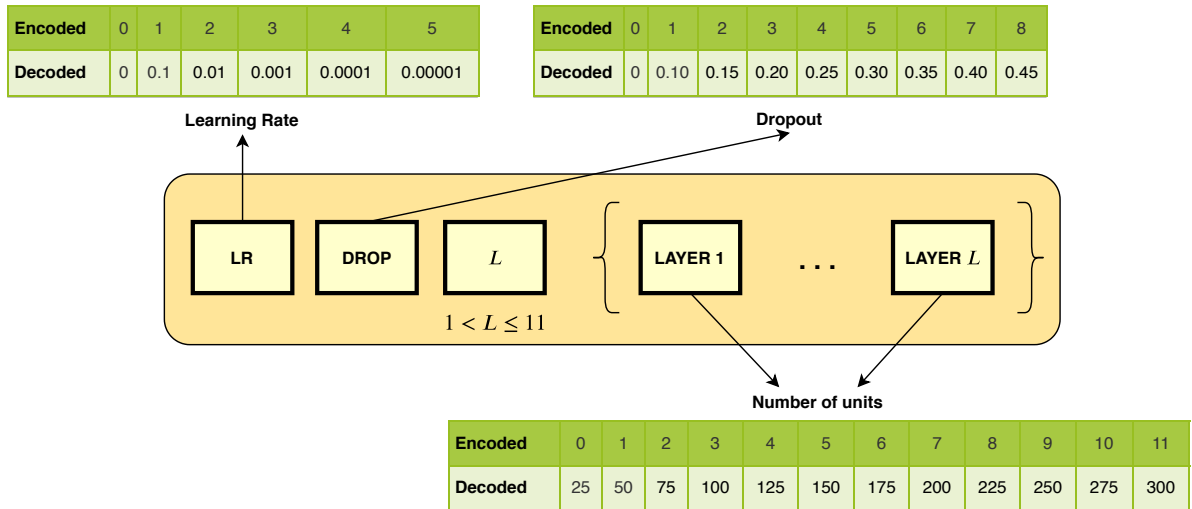 Encoded 0 1 2 3 4 5
Decoded 0 0.1 0.01 0.001 0.0001 0.00001
Learning Rate
Encoded 0 1 2 3 4 5 6 7 8
Decoded 0 0.10 0.15 0.20 0.25 0.30 0.35 0.40 0.45
Dropout
LR DROP L { LAYER 1 . . . LAYER L }
1 < L ≤ 11
Number of units
Encoded 0 1 2 3 4 5 6 7 8 9 10 11
Decoded 25 50 75 100 125 150 175 200 225 250 275 300